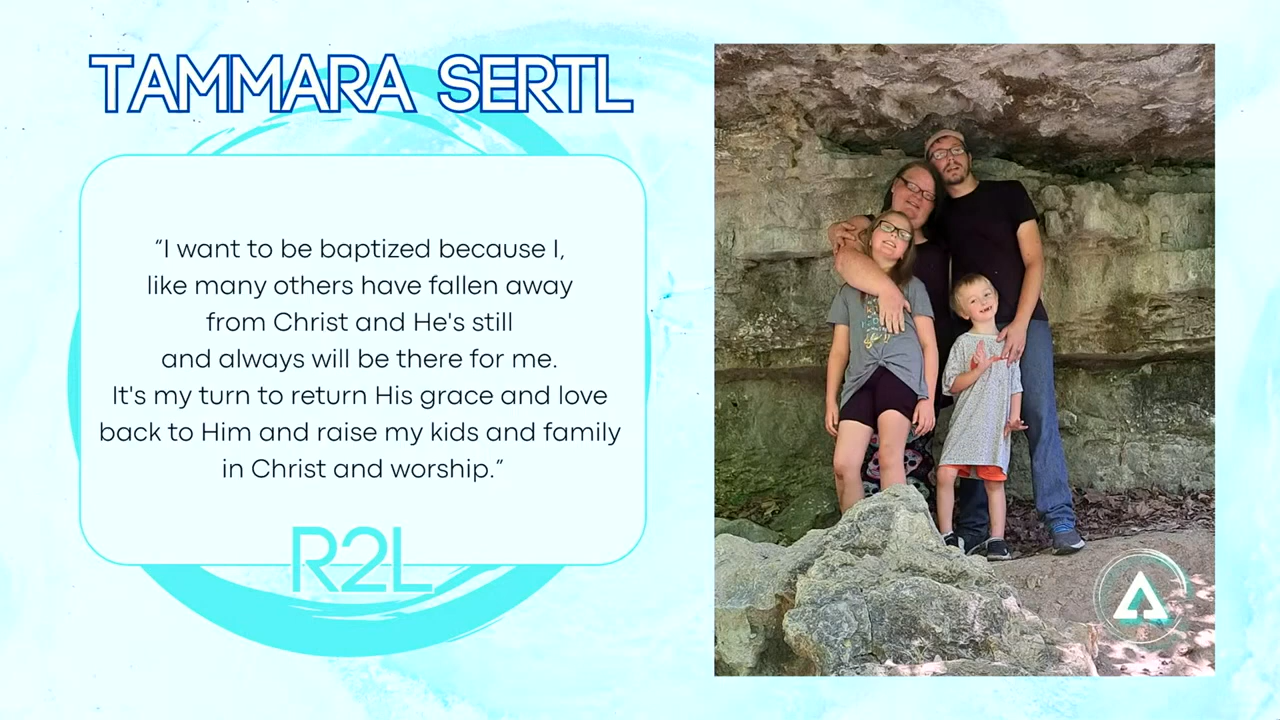 TAMMARA SERTL
“I want to be baptized because I,
like many others have fallen away
from Christ and He's still
and always will be there for me.
It's my turn to return His grace and love
back to Him and raise my kids and family
in Christ and worship.”
R2L